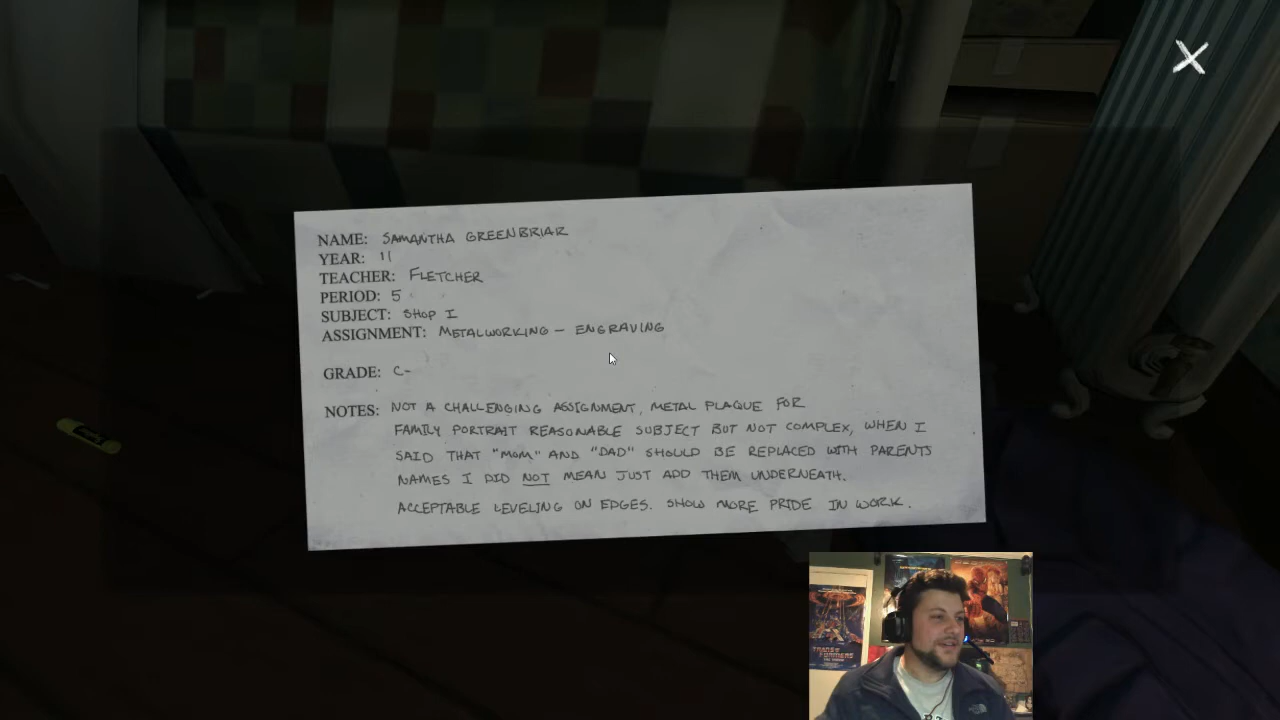 NAME: SAMANTHA GREENBRIAR
YEAR: 11
TEACHER: FLETCHER
PERIOD: 5
SUBJECT: SHOP I
ASSIGNMENT: METALWORKING - ENGRAVING
GRADE: C-
NOTES: NOT A CHALLENGING ASSIGNMENT, METAL PLAQUE FOR
FAMILY PORTRAIT REASONABLE SUBJECT BUT NOT COMPLEX, WHEN I
SAID THAT "MOM" AND "DAD" SHOULD BE REPLACED WITH PARENTS
NAMES I DID NOT MEAN JUST ADD THEM UNDERNEATH.
ACCEPTABLE LEVELING ON EDGES. SHOW MORE PRIDE IN WORK.
TRANSFORMERS